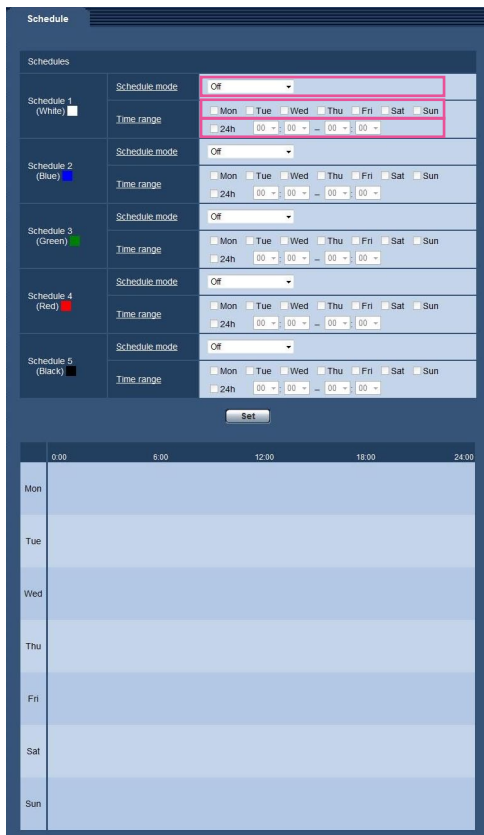 Schedule
Schedules
Schedule 1
(White)
Schedule mode
Off
Time range
Mon Tue Wed Thu Fri Sat Sun
24h 00 : 00 – 00 : 00
Schedule 2
(Blue)
Schedule mode
Off
Time range
Mon Tue Wed Thu Fri Sat Sun
24h 00 : 00 – 00 : 00
Schedule 3
(Green)
Schedule mode
Off
Time range
Mon Tue Wed Thu Fri Sat Sun
24h 00 : 00 – 00 : 00
Schedule 4
(Red)
Schedule mode
Off
Time range
Mon Tue Wed Thu Fri Sat Sun
24h 00 : 00 – 00 : 00
Schedule 5
(Black)
Schedule mode
Off
Time range
Mon Tue Wed Thu Fri Sat Sun
24h 00 : 00 – 00 : 00
Set
0:00 6:00 12:00 18:00 24:00
Mon
Tue
Wed
Thu
Fri
Sat
Sun